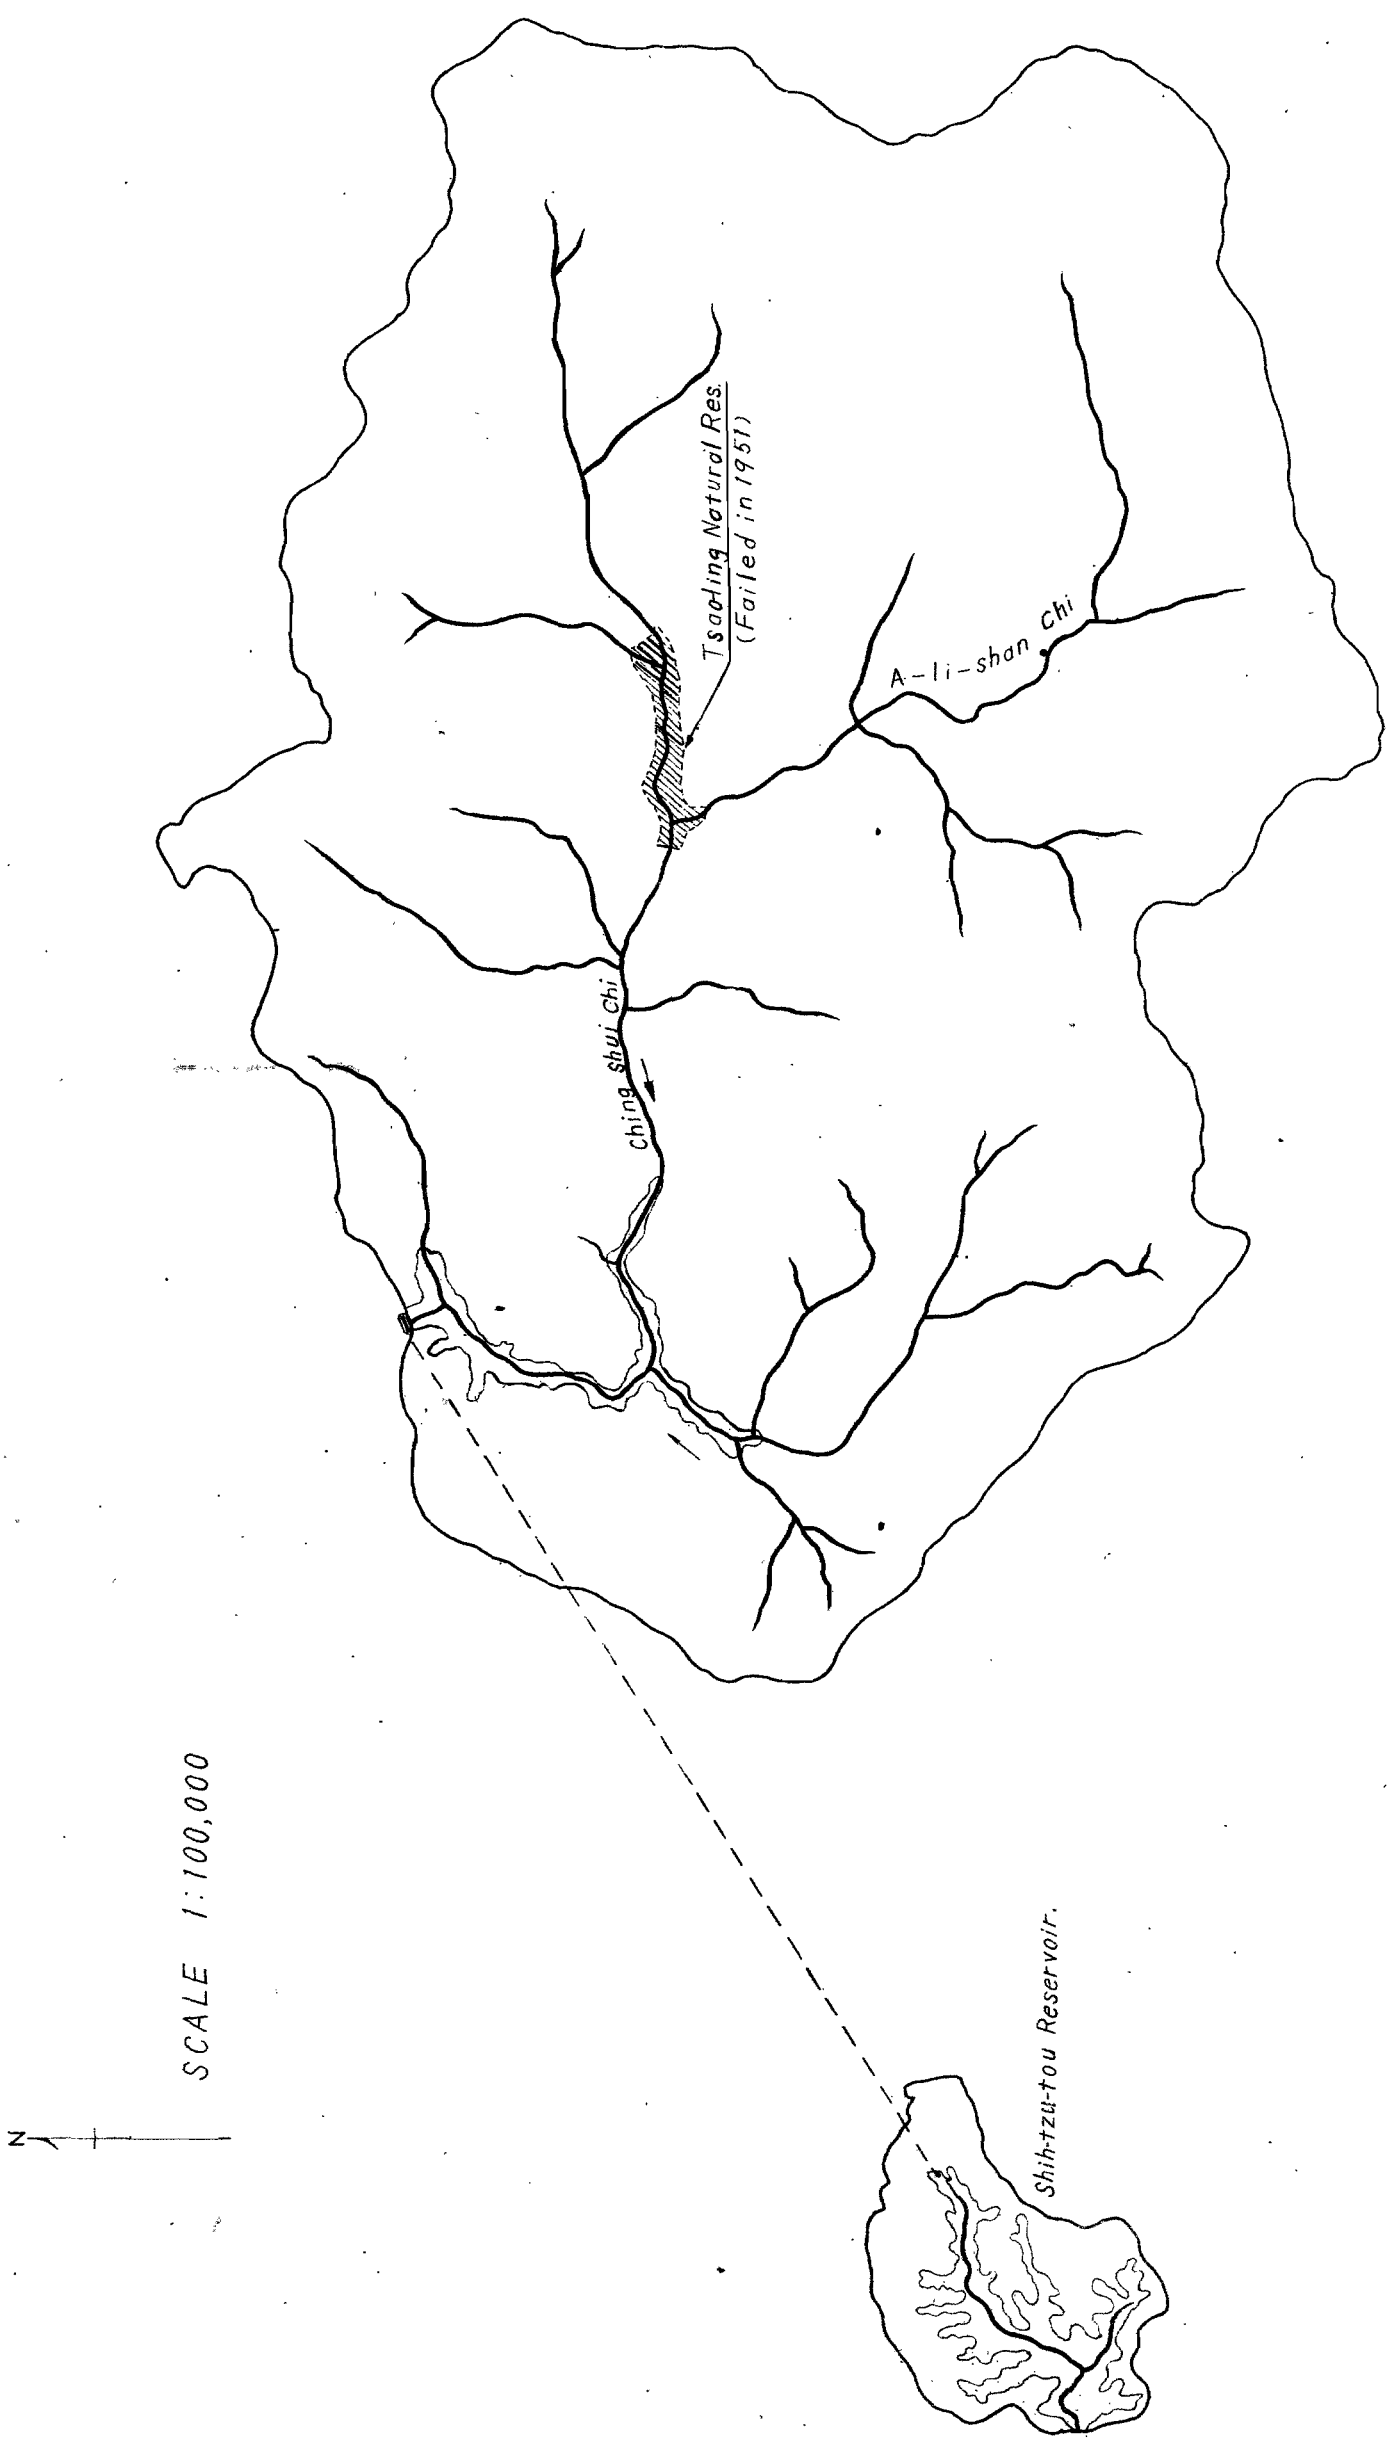 N
SCALE 1:100,000
Tsaoling Natural Res.
(Failed in 1951)
A-li-shan Chi
Ching Shui Chi
Shih-tzu-tou Reservoir.